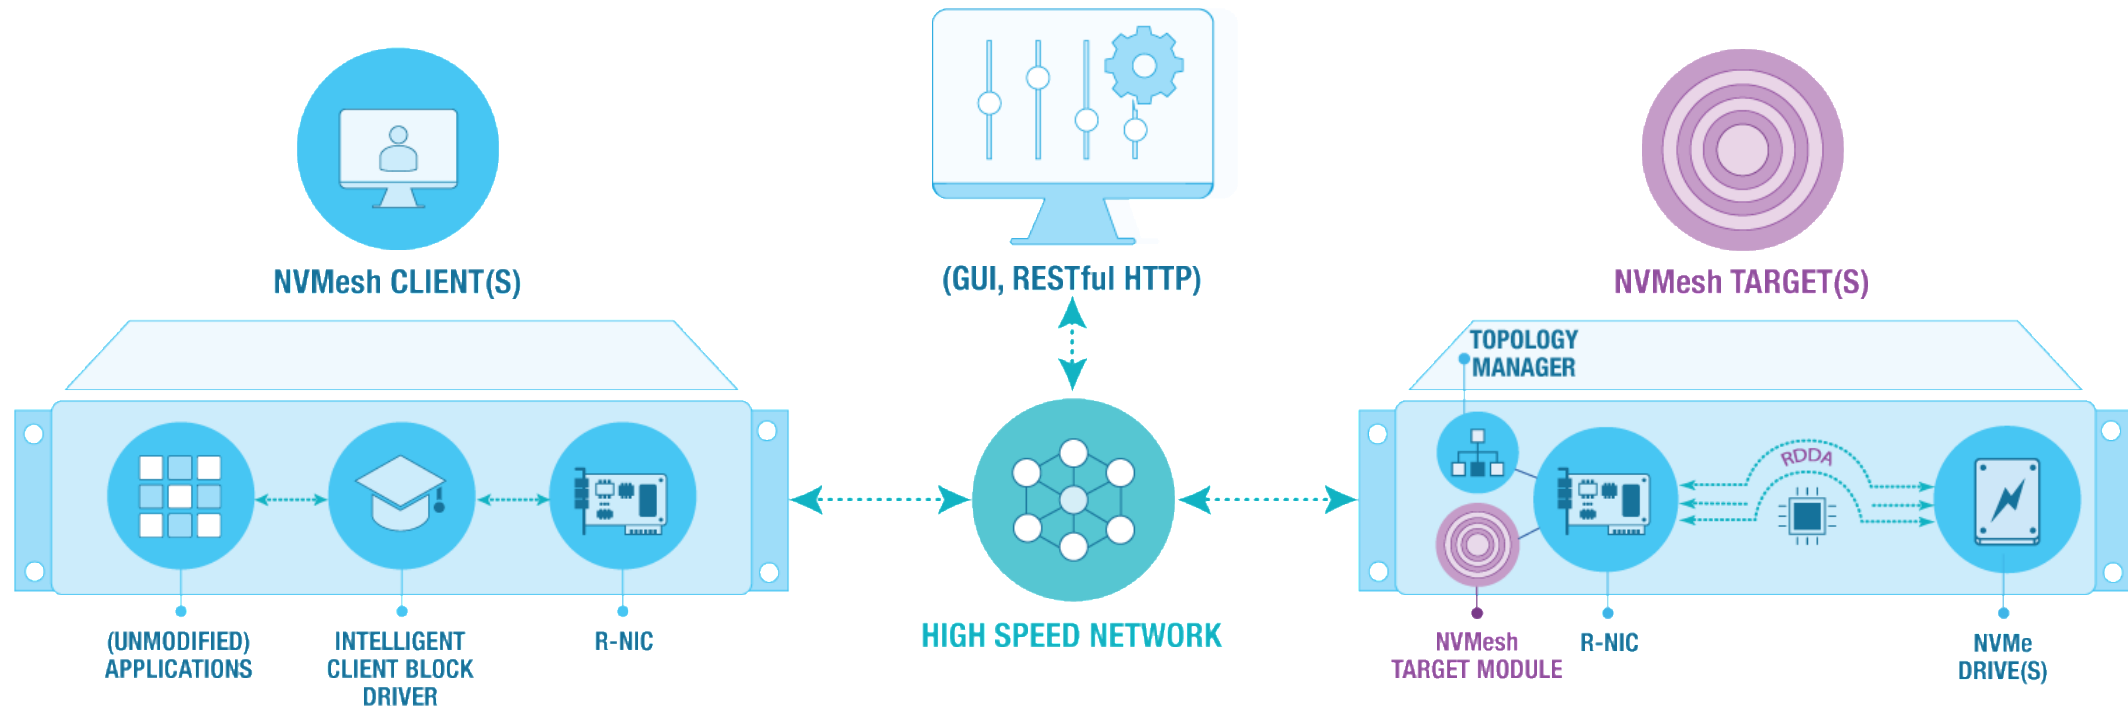 NVMesh CLIENT(S)
(GUI, RESTful HTTP)
NVMesh TARGET(S)
TOPOLOGY
MANAGER
RDDA
(UNMODIFIED)
APPLICATIONS
INTELLIGENT
CLIENT BLOCK
DRIVER
R-NIC
HIGH SPEED NETWORK
NVMesh
TARGET MODULE
R-NIC
NVMe
DRIVE(S)